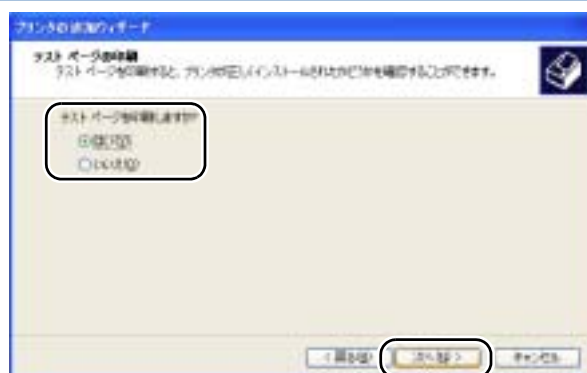 プリンタの追加ウィザード
テスト ページの印刷
テスト ページを印刷すると、プリンタが正しくインストールされたかどうかを確認することができます。
テスト ページを印刷しますか?
はい(Y)
いいえ(O)
< 戻る(B)
次へ(N) >
キャンセル